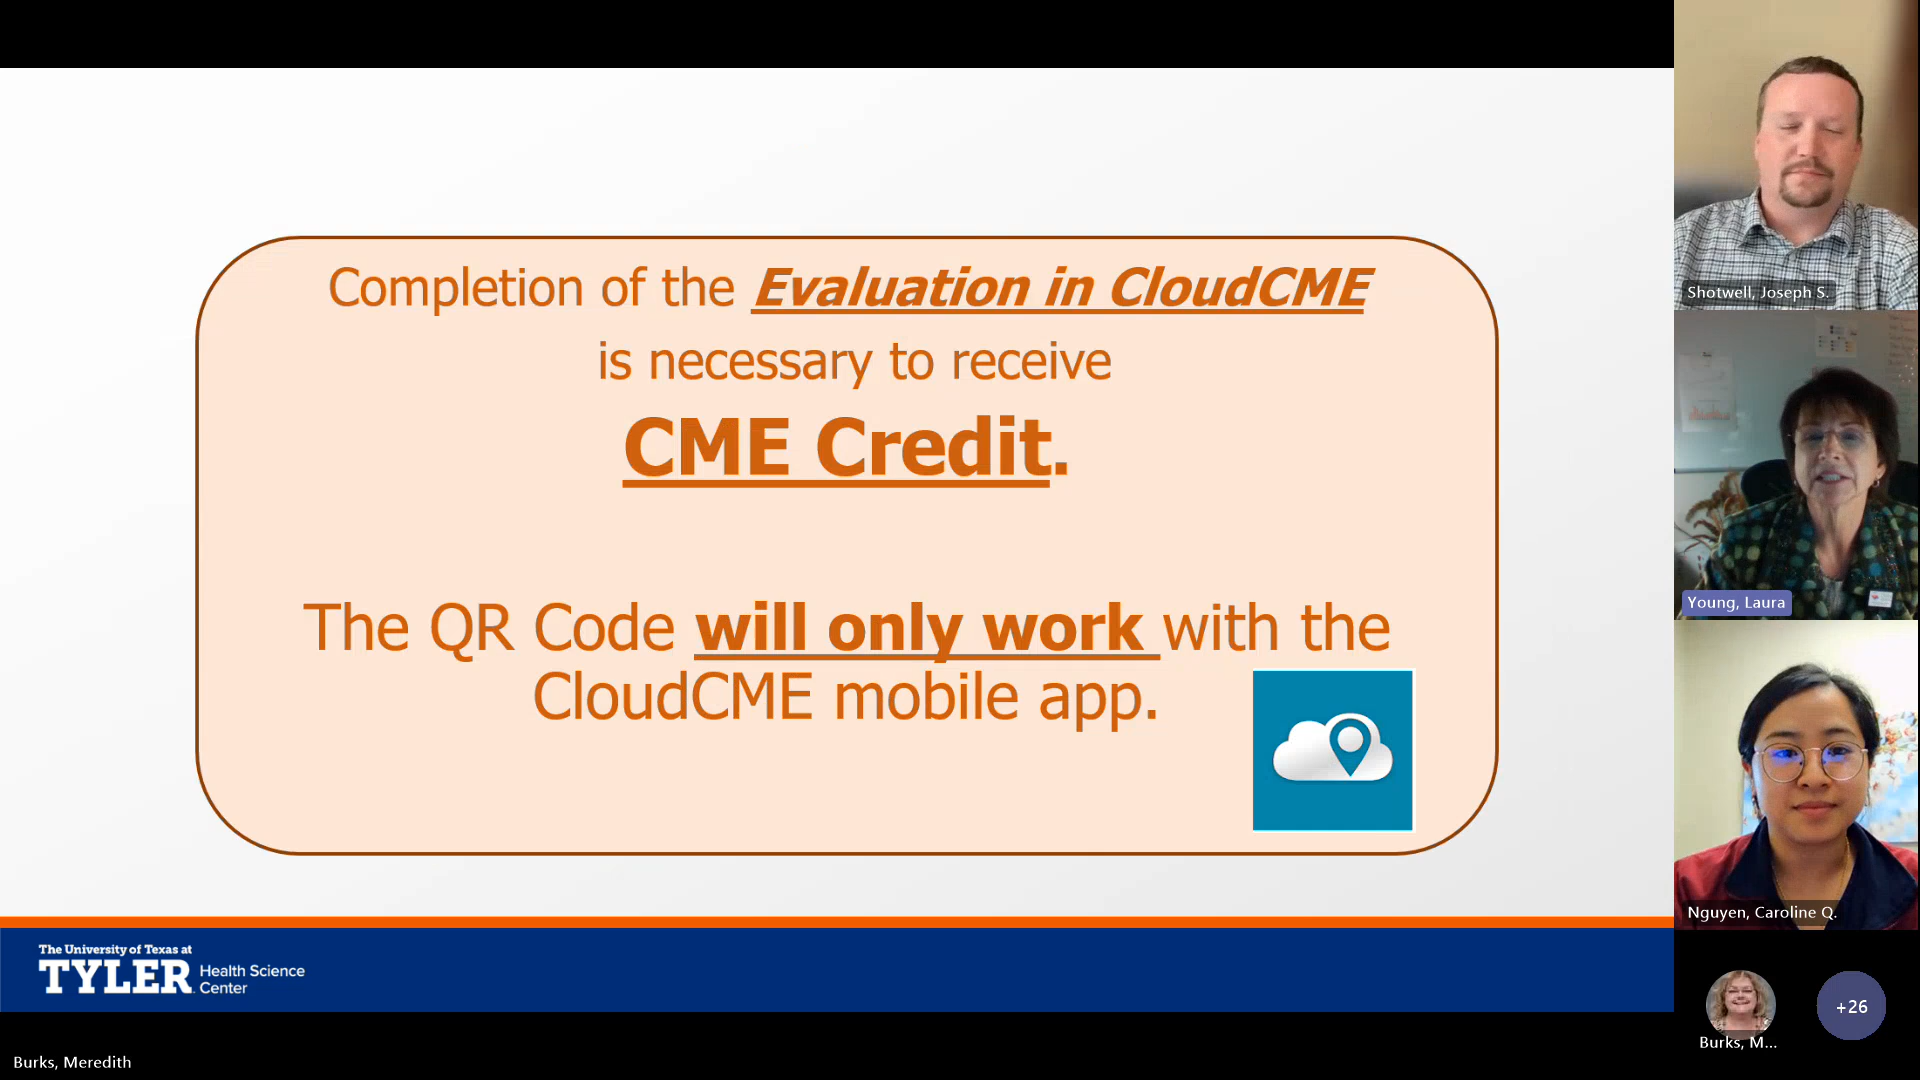 Completion of the Evaluation in CloudCME
is necessary to receive
CME Credit.
The QR Code will only work with the
CloudCME mobile app.
The University of Texas at
TYLER
Health Science
Center
Burks, Meredith
Shotwell, Joseph S.
Young, Laura
Nguyen, Caroline Q.
Burks, M...
+26